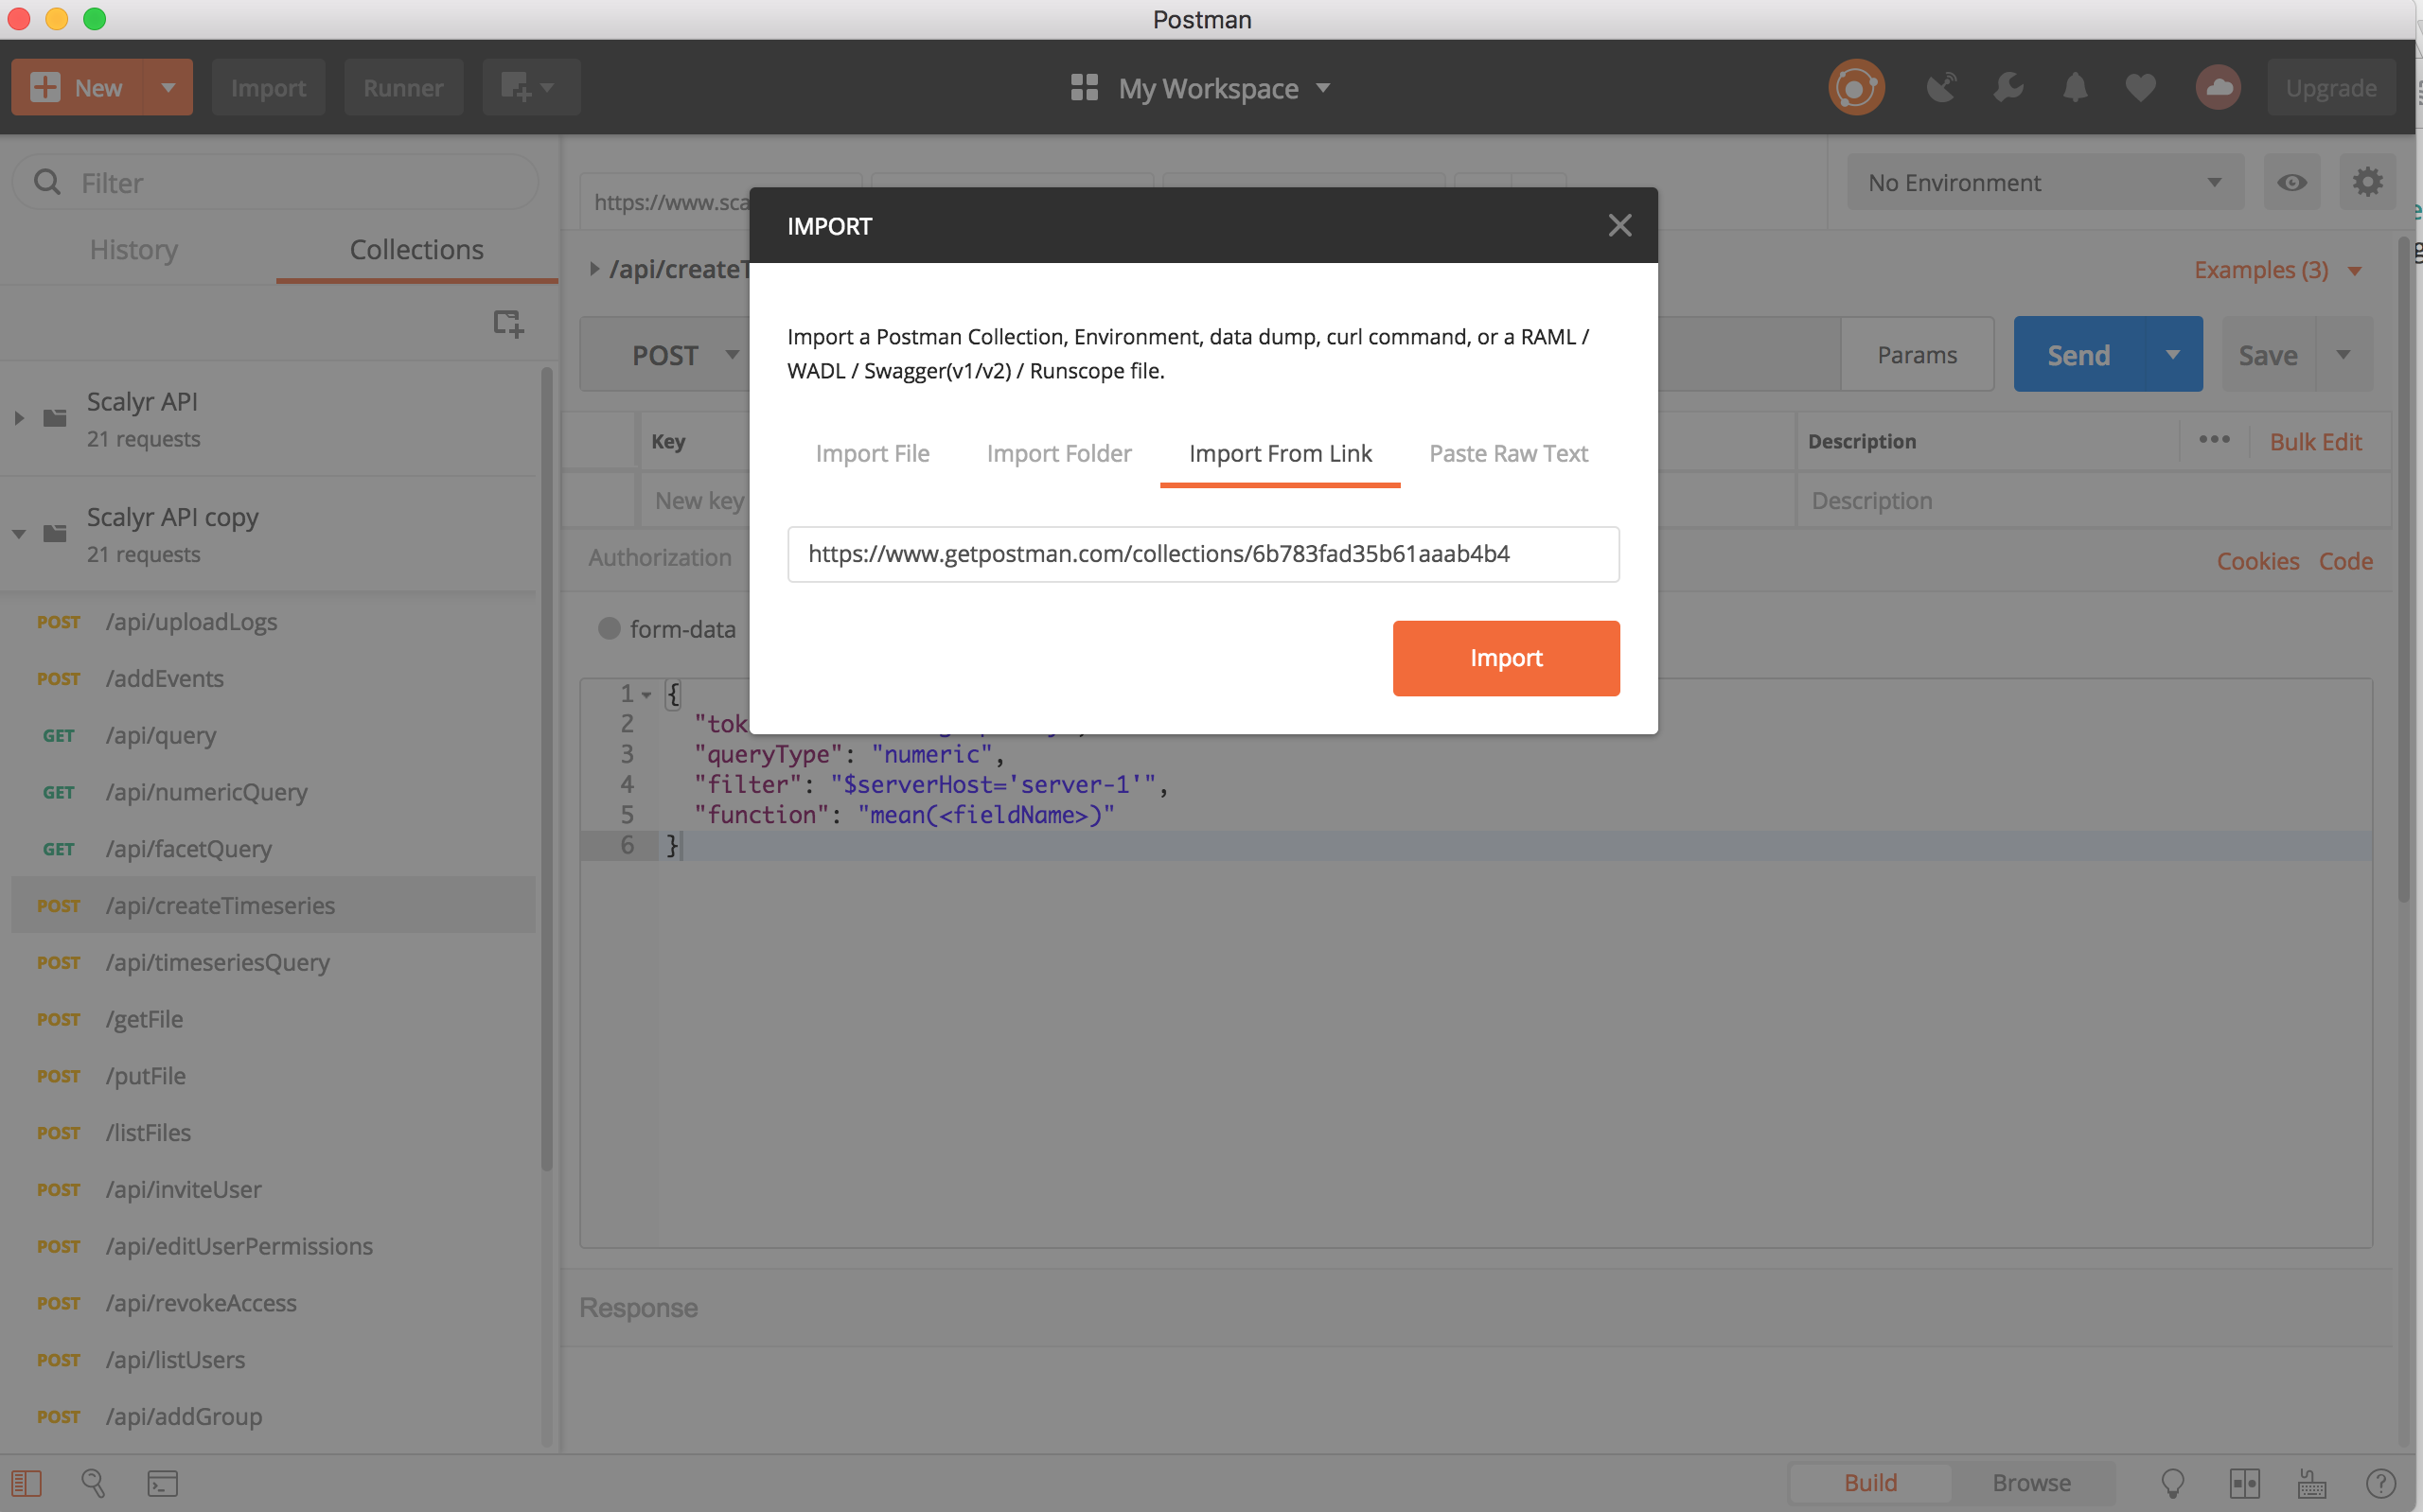 Postman
New
Import
Runner
My Workspace
Upgrade
Filter
History
Collections
Scalyr API
21 requests
Scalyr API copy
21 requests
POST /api/uploadLogs
POST /addEvents
GET /api/query
GET /api/numericQuery
GET /api/facetQuery
POST /api/createTimeseries
POST /api/timeseriesQuery
POST /getFile
POST /putFile
POST /listFiles
POST /api/inviteUser
POST /api/editUserPermissions
POST /api/revokeAccess
POST /api/listUsers
POST /api/addGroup
https://www.sca
No Environment
/api/createT
Examples (3)
POST
Params
Send
Save
Key
Description
Bulk Edit
New key
Description
Authorization
Cookies Code
form-data
IMPORT
Import a Postman Collection, Environment, data dump, curl command, or a RAML /
WADL / Swagger(v1/v2) / Runscope file.
Import File
Import Folder
Import From Link
Paste Raw Text
https://www.getpostman.com/collections/6b783fad35b61aaab4b4
Import
1 {
2 "tok
3 "queryType": "numeric",
4 "filter": "$serverHost='server-1'",
5 "function": "mean(<fieldName>)"
6 }
Response
Build
Browse